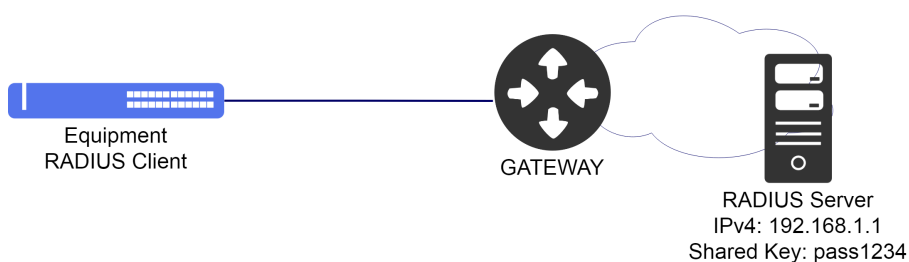 Equipment
RADIUS Client
GATEWAY
RADIUS Server
IPv4: 192.168.1.1
Shared Key: pass1234